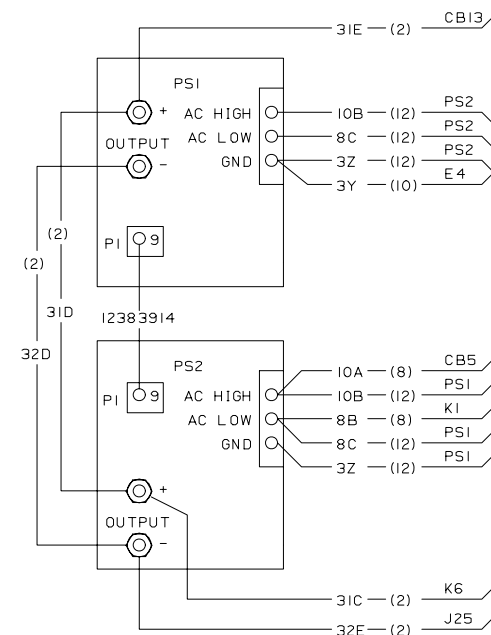 31E (2) CB13
PS1
+ AC HIGH 10B (12) PS2
AC LOW 8C (12) PS2
OUTPUT
- GND 3Z (12) PS2
3Y (10) E4
P1 9
(2)
(2)
31D
12383914
32D
PS2
10A (8) CB5
P1 9 AC HIGH 10B (12) PS1
AC LOW 8B (8) K1
8C (12) PS1
GND
3Z (12) PS1
+
OUTPUT
-
31C (2) K6
32E (2) J25